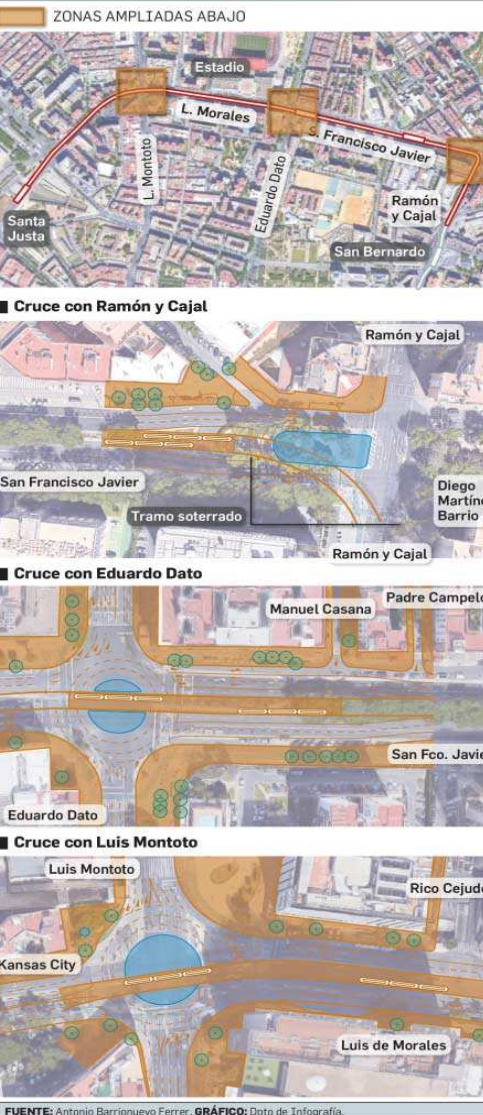 ZONAS AMPLIADAS ABAJO
Estadio
L. Morales
S. Francisco Javier
L. Montoto
Eduardo Dato
Ramón
y Cajal
Santa
Justa
San Bernardo
Cruce con Ramón y Cajal
Ramón y Cajal
San Francisco Javier
Diego
Martíne
Barrio
Tramo soterrado
Ramón y Cajal
Cruce con Eduardo Dato
Padre Campelo
Manuel Casana
San Fco. Javie
Eduardo Dato
Cruce con Luis Montoto
Luis Montoto
Rico Cejudo
Kansas City
Luis de Morales
FUENTE: Antonio Barrionuevo Ferrer. GRÁFICO: Dpto de Infografía.